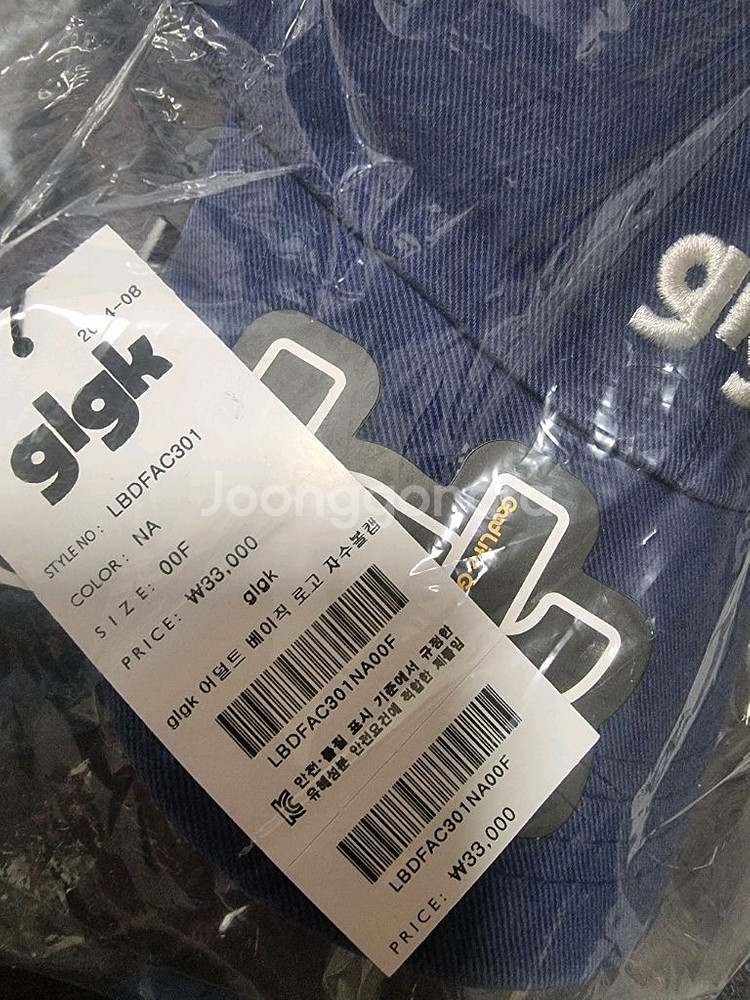 glgk
STYLE NO: LBDFAC301
COLOR: NA
SIZE: 00F
PRICE: ₩33,000
glgk
glgk 어덜트 베이직 로고 자수볼캡
LBDFAC301NA00F
안전·품질 표시, 기준에서 규정한
유해성분 안전요건에 적합한 제품임
LBDFAC301NA00F
PRICE: ₩33,000
Joongonara